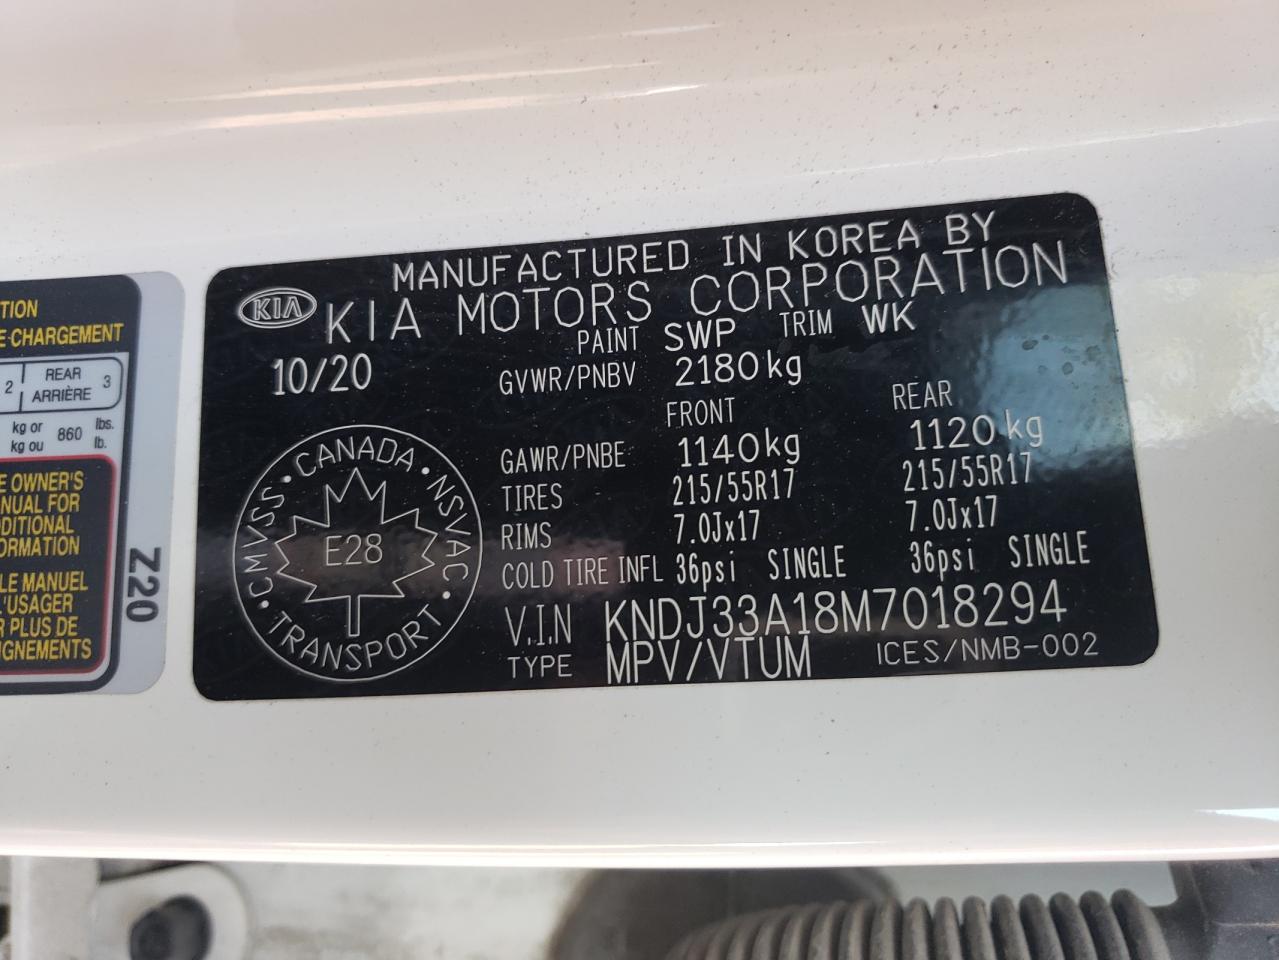 TION
E-CHARGEMENT
2 REAR ARRIÈRE 3
kg or kg ou 860 lbs. lb.
E OWNER'S
NUAL FOR
DDITIONAL
ORMATION
LE MANUEL
L'USAGER
R PLUS DE
IGNEMENTS
Z20
MANUFACTURED IN KOREA BY
KIA KIA MOTORS CORPORATION
PAINT SWP TRIM WK
10/20 GVWR/PNBV 2180kg
FRONT REAR
GAWR/PNBE 1140kg 1120kg
TIRES 215/55R17 215/55R17
RIMS 7.0Jx17 7.0Jx17
COLD TIRE INFL 36psi SINGLE 36psi SINGLE
V.I.N KNDJ33A18M7018294
TYPE MPV/VTUM ICES/NMB-002
CANADA · NSVAC · TRANSPORT · CMVSS ·
E28